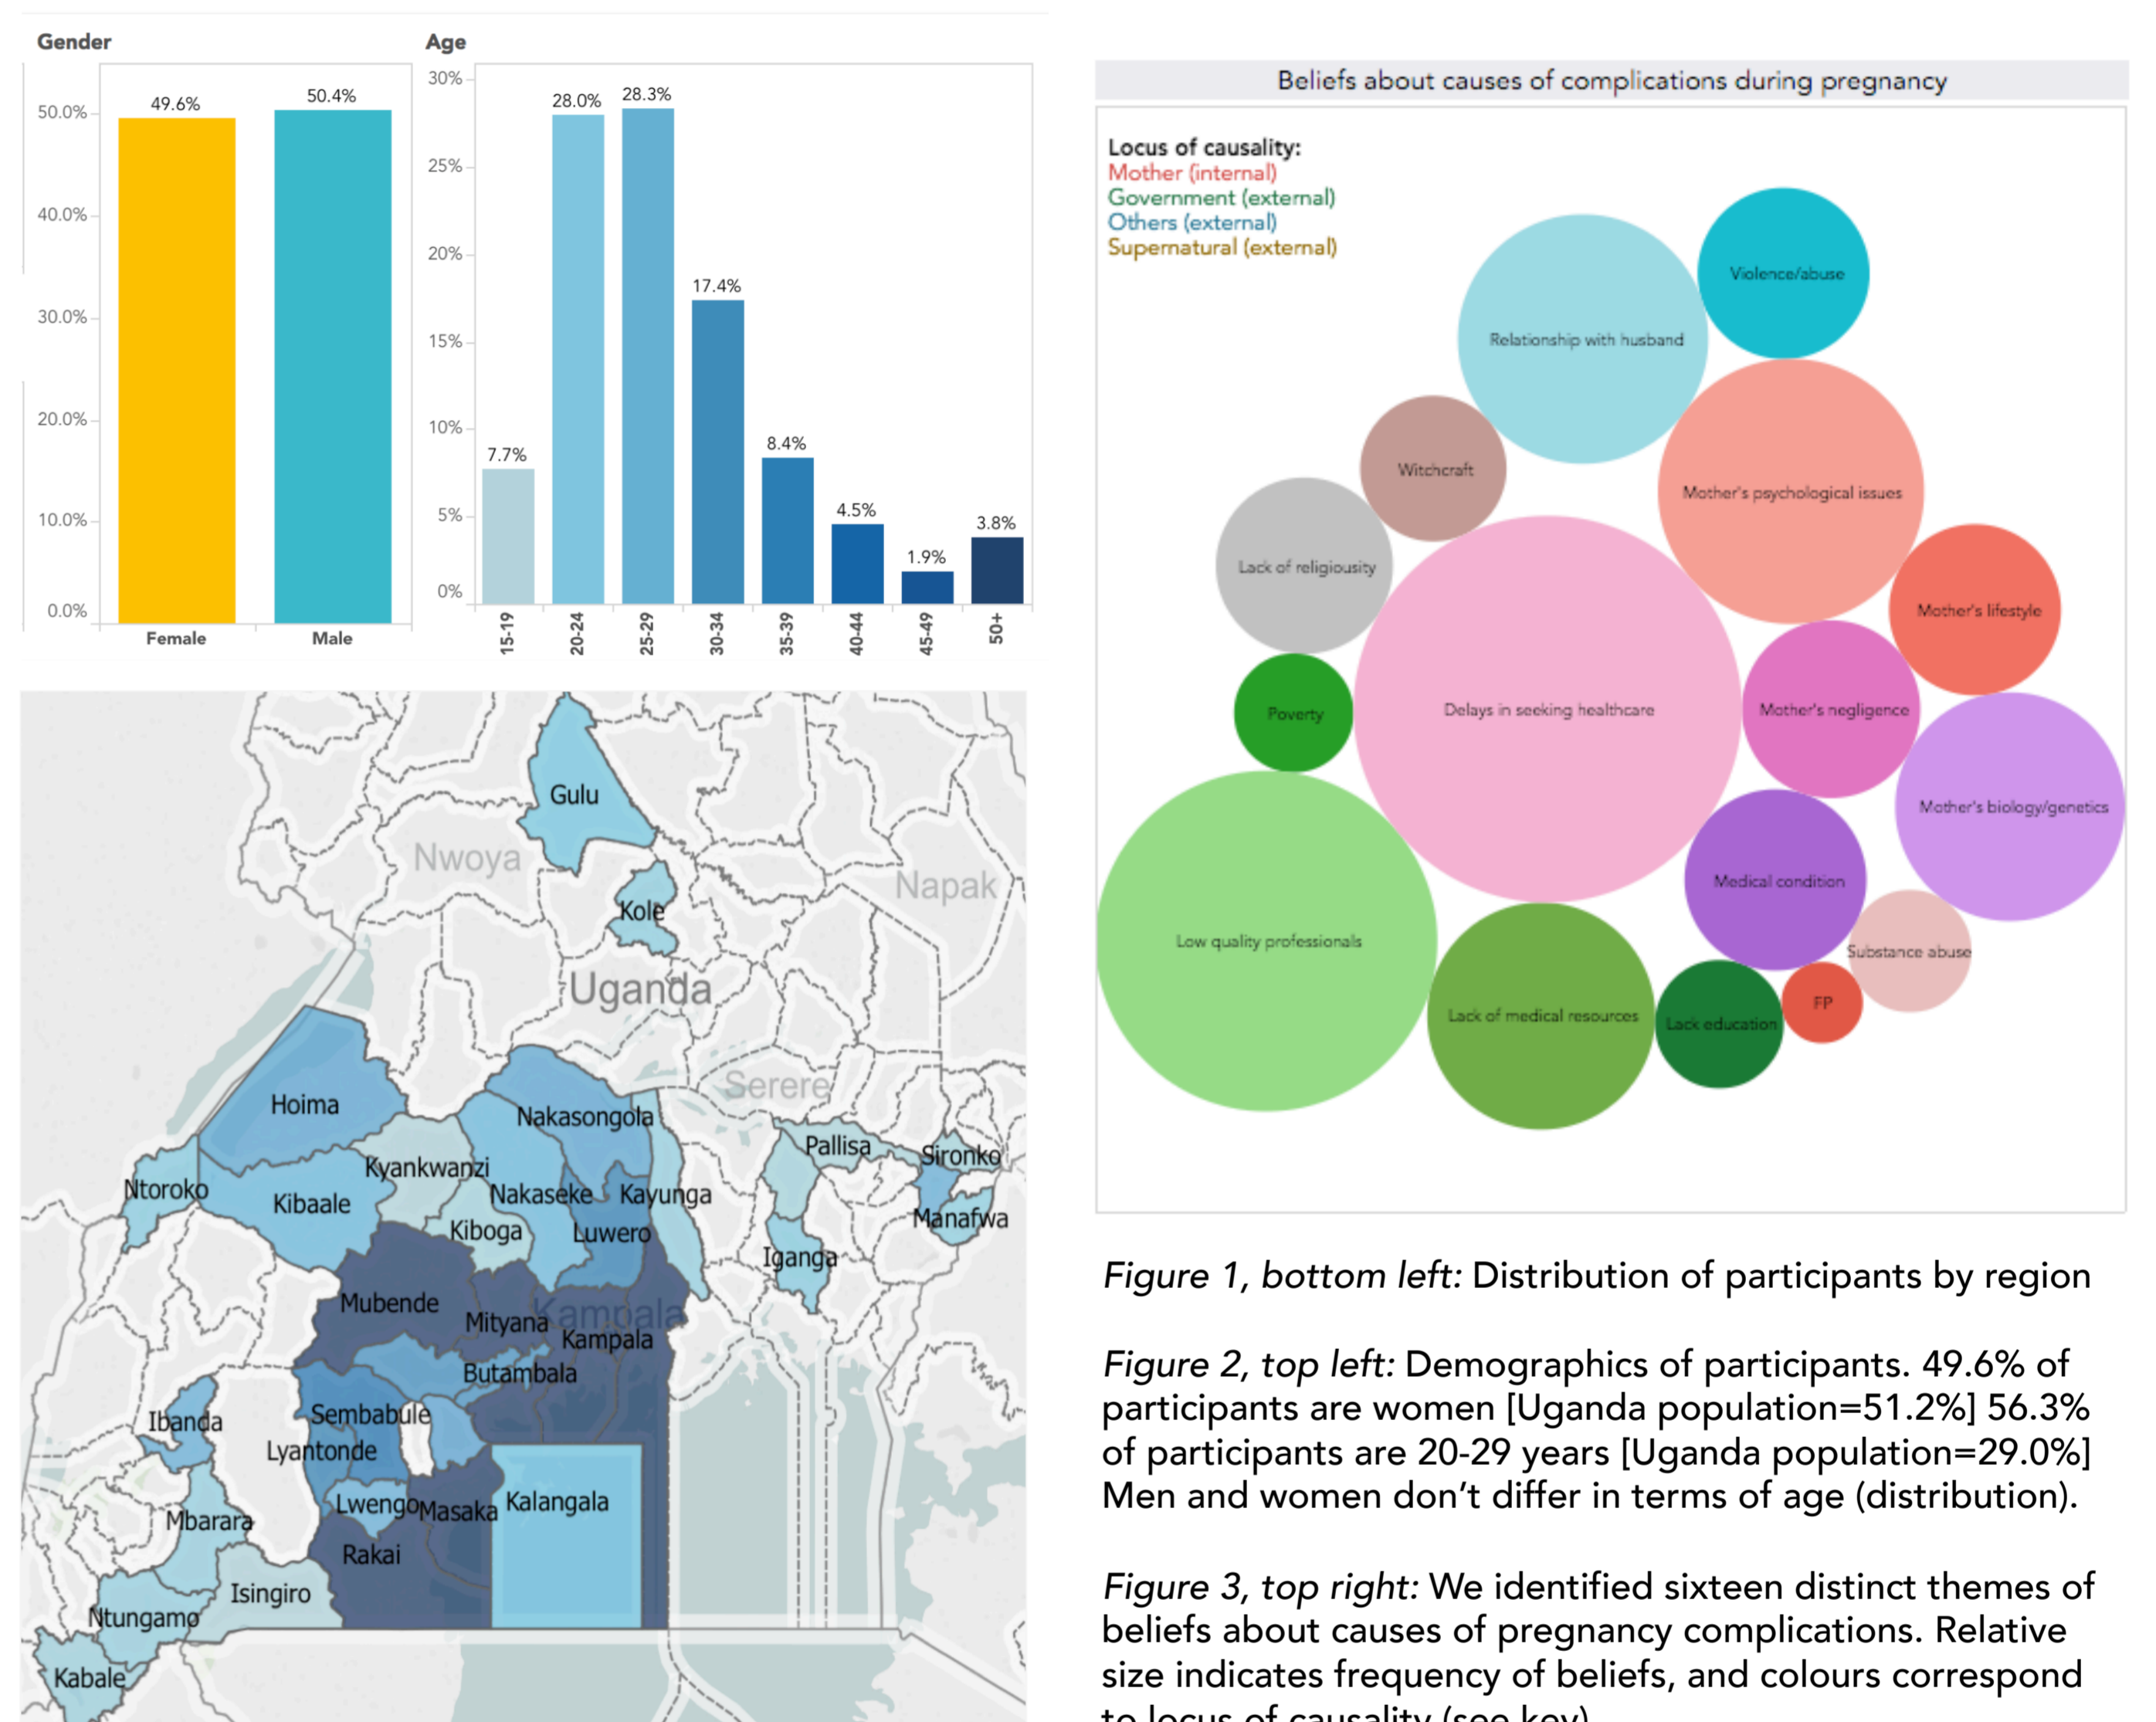 Gender
50.0%
40.0%
30.0%
20.0%
10.0%
0.0%
49.6%
50.4%
Female
Male
Age
30%
25%
20%
15%
10%
5%
0%
7.7%
28.0%
28.3%
17.4%
8.4%
4.5%
1.9%
3.8%
15-19
20-24
25-29
30-34
35-39
40-44
45-49
50+
Beliefs about causes of complications during pregnancy
Locus of causality:
Mother (internal)
Government (external)
Others (external)
Supernatural (external)
Violence/abuse
Relationship with husband
Witchcraft
Mother's psychological issues
Lack of religiousity
Mother's lifestyle
Poverty
Delays in seeking healthcare
Mother's negligence
Mother's biology/genetics
Medical condition
Low quality professionals
Substance abuse
Lack of medical resources
Lack education
FP
Gulu
Nwoya
Napak
Kole
Uganda
Serere
Hoima
Nakasongola
Pallisa
Sironko
Kyankwanzi
Ntoroko
Kibaale
Nakaseke
Kayunga
Manafwa
Kiboga
Luwero
Iganga
Mubende
Kampala
Mityana
Kampala
Butambala
Ibanda
Sembabule
Lyantonde
Lwengo
Masaka
Kalangala
Mbarara
Rakai
Isingiro
Ntungamo
Kabale
Figure 1, bottom left: Distribution of participants by region
Figure 2, top left: Demographics of participants. 49.6% of
participants are women [Uganda population=51.2%] 56.3%
of participants are 20-29 years [Uganda population=29.0%]
Men and women don't differ in terms of age (distribution).
Figure 3, top right: We identified sixteen distinct themes of
beliefs about causes of pregnancy complications. Relative
size indicates frequency of beliefs, and colours correspond
to locus of causality (see key)